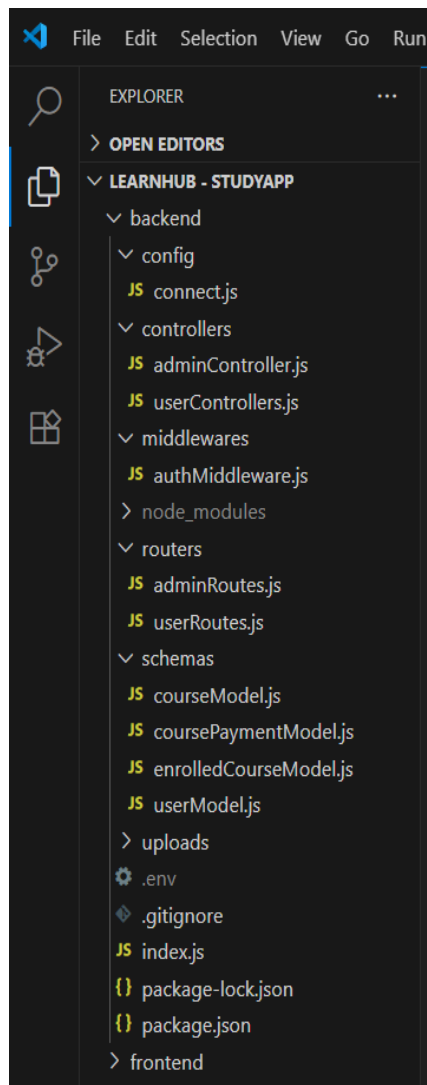 File Edit Selection View Go Run
EXPLORER ...
OPEN EDITORS
LEARNHUB - STUDYAPP
backend
config
JS connect.js
controllers
JS adminController.js
JS userControllers.js
middlewares
JS authMiddleware.js
node_modules
routers
JS adminRoutes.js
JS userRoutes.js
schemas
JS courseModel.js
JS coursePaymentModel.js
JS enrolledCourseModel.js
JS userModel.js
uploads
.env
.gitignore
JS index.js
{} package-lock.json
{} package.json
frontend